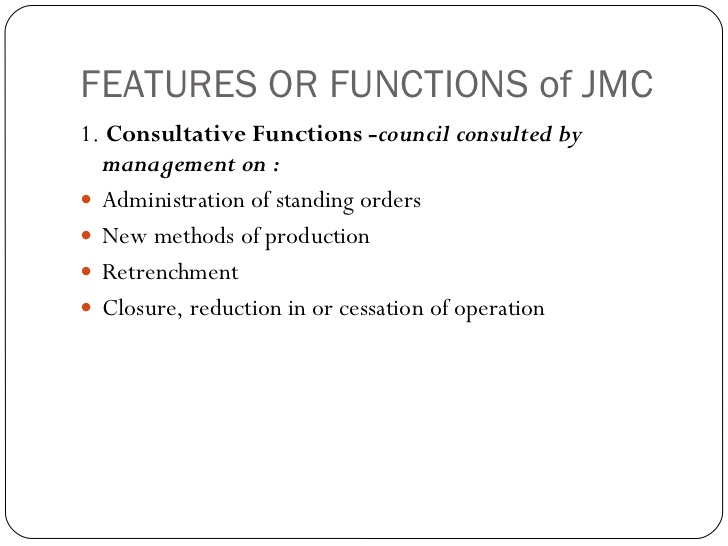 FEATURES OR FUNCTIONS of JMC
1. Consultative Functions -council consulted by
management on :
• Administration of standing orders
• New methods of production
• Retrenchment
• Closure, reduction in or cessation of operation